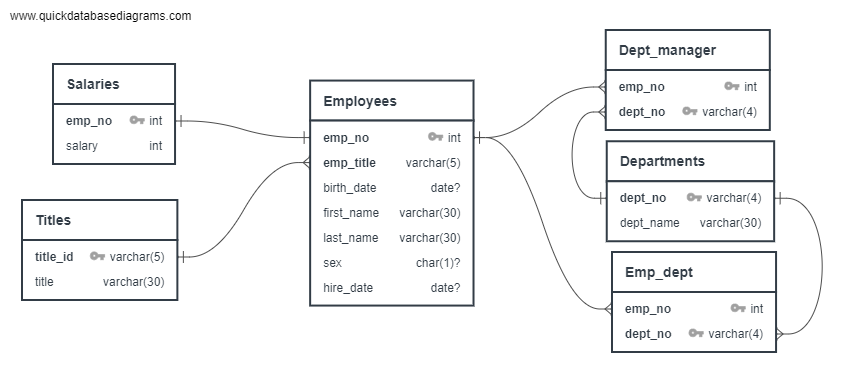 www.quickdatabasediagrams.com
Salaries
emp_no int
salary int
Titles
title_id varchar(5)
title varchar(30)
Employees
emp_no int
emp_title varchar(5)
birth_date date?
first_name varchar(30)
last_name varchar(30)
sex char(1)?
hire_date date?
Dept_manager
emp_no int
dept_no varchar(4)
Departments
dept_no varchar(4)
dept_name varchar(30)
Emp_dept
emp_no int
dept_no varchar(4)